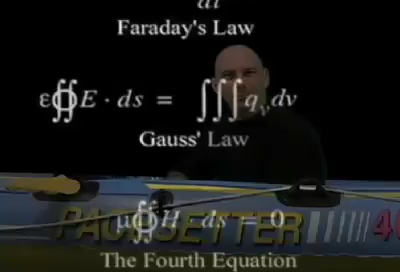 dt
Faraday's Law
ε∯E · ds = ∭q_v dv
Gauss' Law
μ∯H · ds = 0
PACESETTER 40
The Fourth Equation